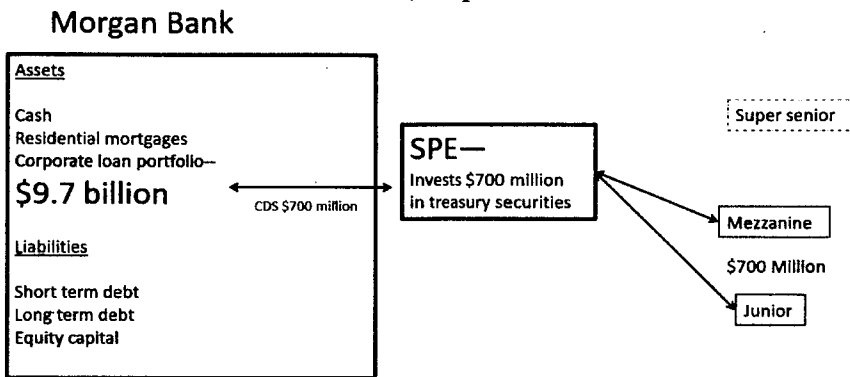 Morgan Bank
Assets
Cash
Residential mortgages
Corporate loan portfolio—
$9.7 billion
Liabilities
Short term debt
Long term debt
Equity capital
CDS $700 million
SPE—
Invests $700 million
in treasury securities
Super senior
Mezzanine
$700 Million
Junior